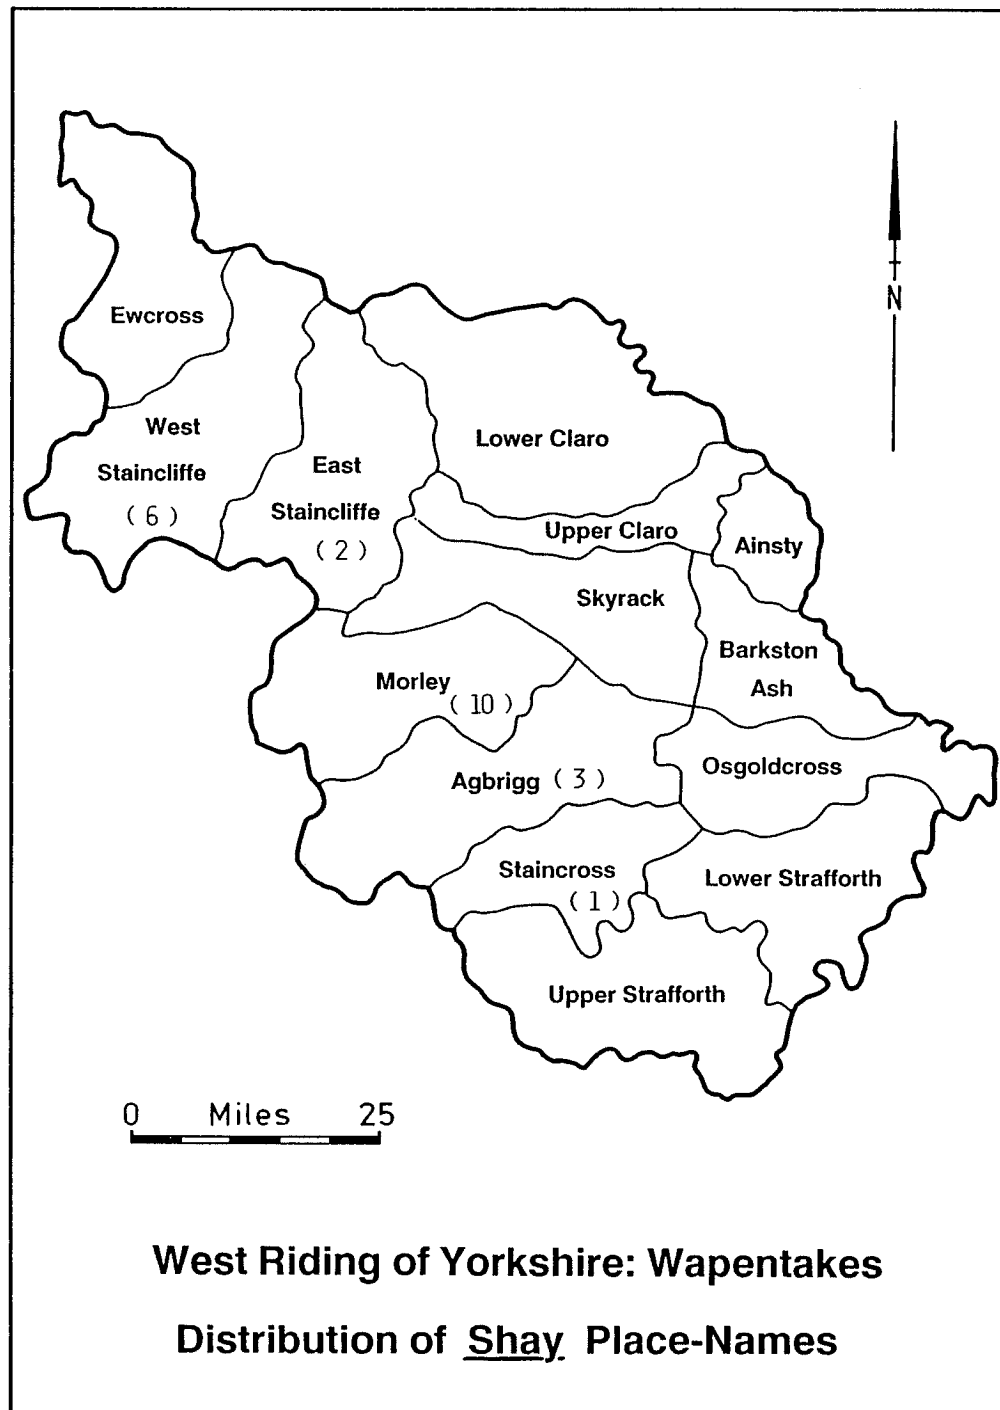 N
Ewcross
West
Staincliffe
(6)
East
Staincliffe
(2)
Lower Claro
Upper Claro
Ainsty
Skyrack
Barkston
Ash
Morley
(10)
Osgoldcross
Agbrigg (3)
Staincross
(1)
Lower Strafforth
Upper Strafforth
0 Miles 25
West Riding of Yorkshire: Wapentakes
Distribution of Shay Place-Names